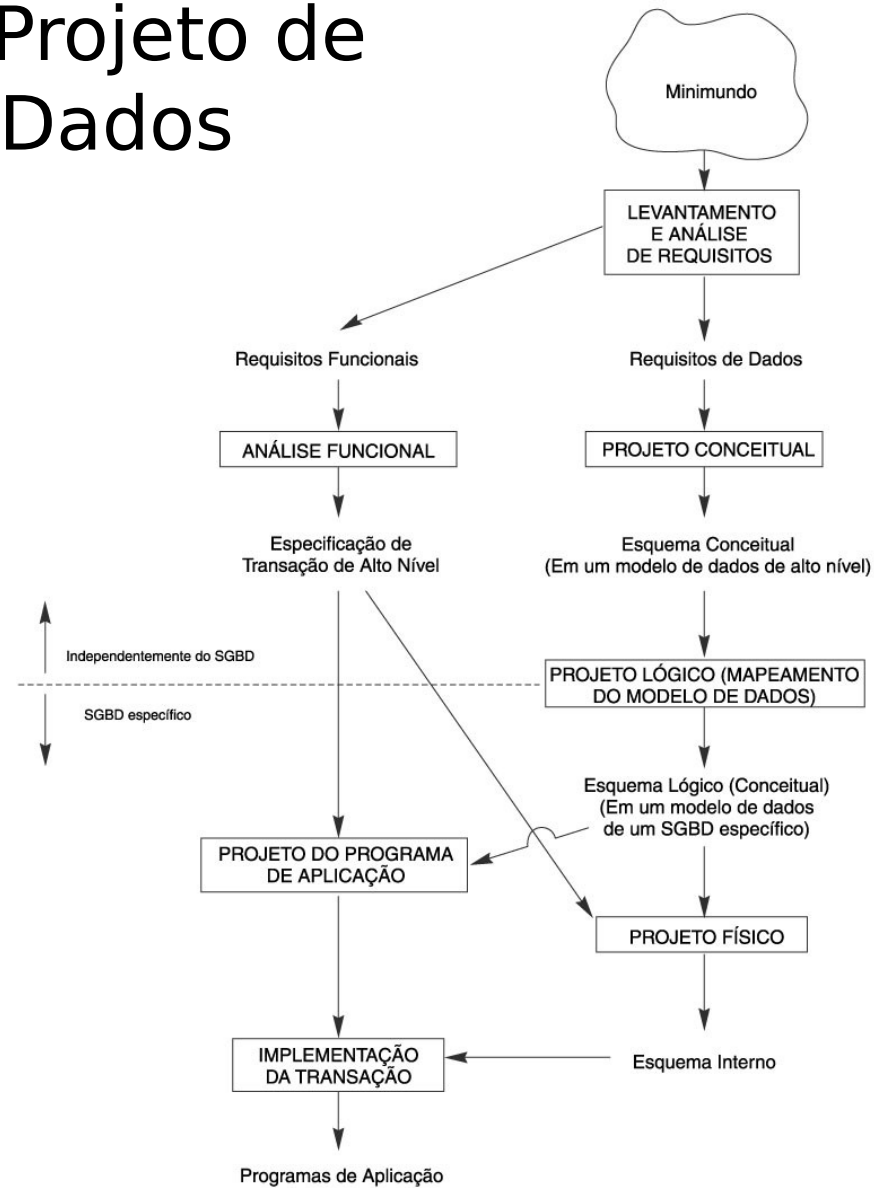 Projeto de
Dados
Minimundo
LEVANTAMENTO
E ANÁLISE
DE REQUISITOS
Requisitos Funcionais
Requisitos de Dados
ANÁLISE FUNCIONAL
PROJETO CONCEITUAL
Especificação de
Transação de Alto Nível
Esquema Conceitual
(Em um modelo de dados de alto nível)
Independentemente do SGBD
SGBD específico
PROJETO LÓGICO (MAPEAMENTO
DO MODELO DE DADOS)
Esquema Lógico (Conceitual)
(Em um modelo de dados
de um SGBD específico)
PROJETO DO PROGRAMA
DE APLICAÇÃO
PROJETO FÍSICO
IMPLEMENTAÇÃO
DA TRANSAÇÃO
Esquema Interno
Programas de Aplicação